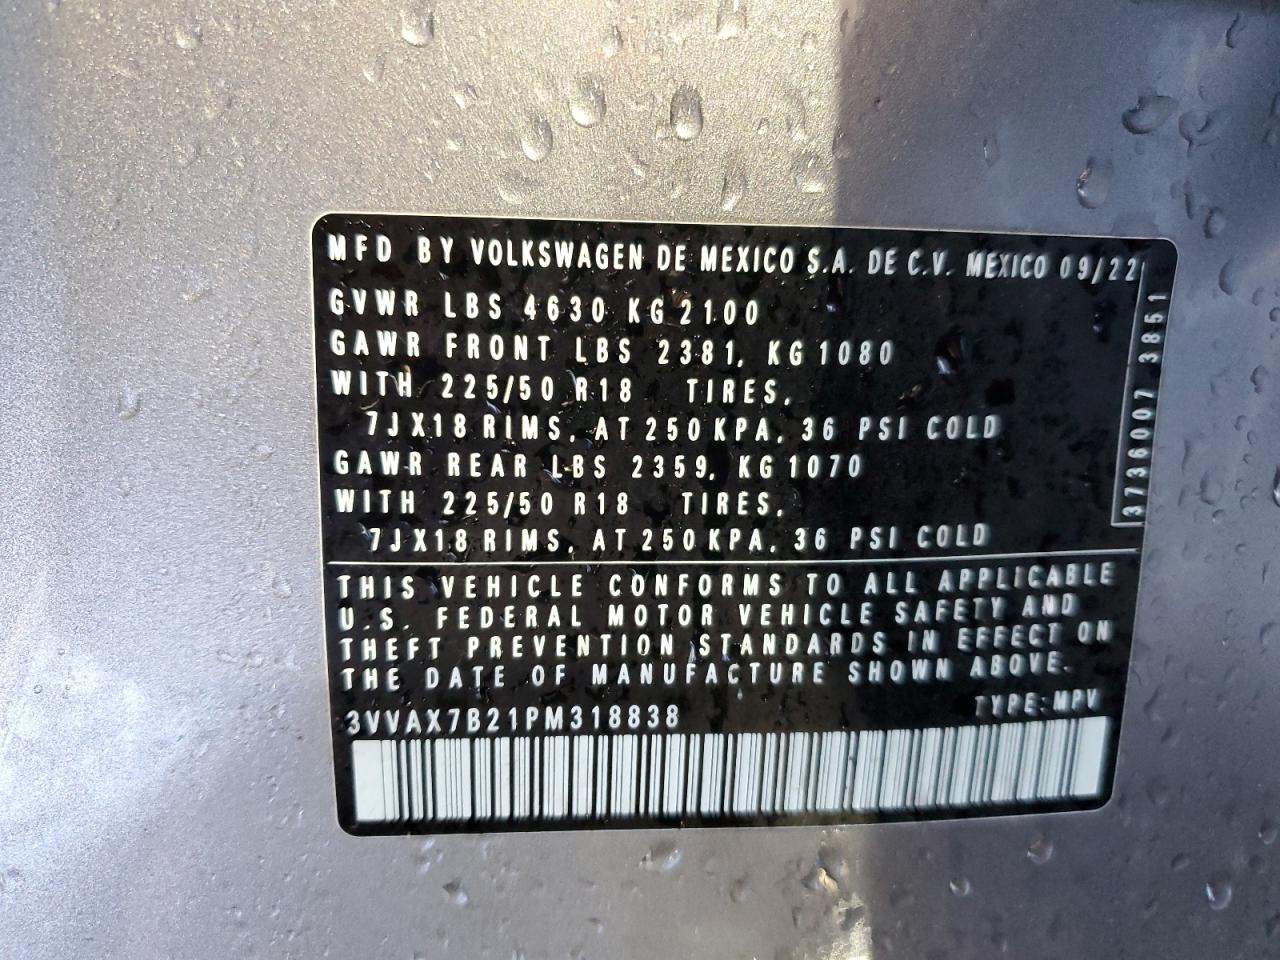 MFD BY VOLKSWAGEN DE MEXICO S.A. DE C.V. MEXICO 09/22
GVWR LBS 4630 KG 2100
GAWR FRONT LBS 2381, KG 1080
WITH 225/50 R18 TIRES,
7JX18 RIMS, AT 250 KPA, 36 PSI COLD
GAWR REAR LBS 2359, KG 1070
WITH 225/50 R18 TIRES,
7JX18 RIMS, AT 250 KPA, 36 PSI COLD
3736007 3851
THIS VEHICLE CONFORMS TO ALL APPLICABLE
U.S. FEDERAL MOTOR VEHICLE SAFETY AND
THEFT PREVENTION STANDARDS IN EFFECT ON
THE DATE OF MANUFACTURE SHOWN ABOVE.
3VVAX7B21PM318838 TYPE: MPV